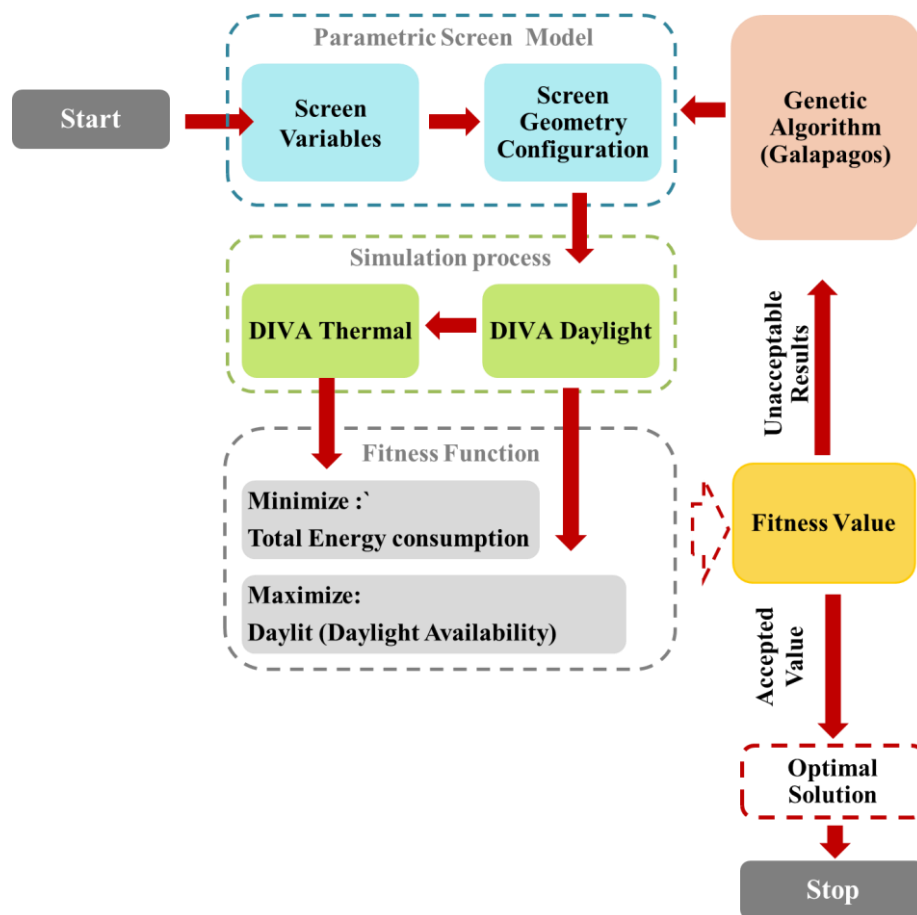 Parametric Screen Model
Start
Screen
Variables
Screen
Geometry
Configuration
Genetic
Algorithm
(Galapagos)
Simulation process
DIVA Thermal
DIVA Daylight
Unacceptable
Results
Fitness Function
Minimize :`
Total Energy consumption
Maximize:
Daylit (Daylight Availability)
Fitness Value
Accepted
Value
Optimal
Solution
Stop